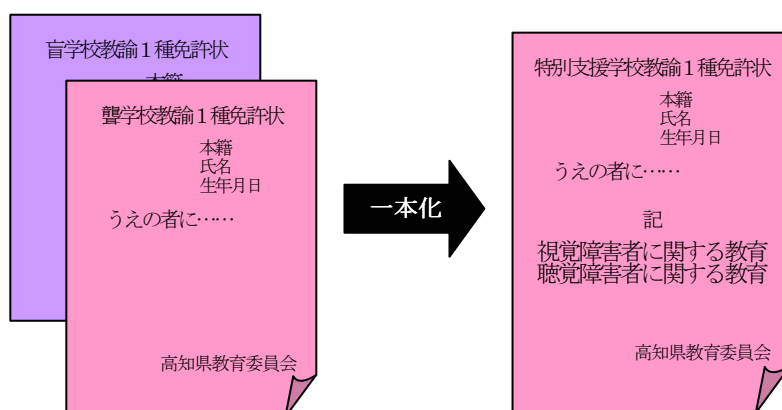 盲学校教諭１種免許状
本籍
聾学校教諭１種免許状
本籍
氏名
生年月日
うえの者に……
高知県教育委員会
一本化
特別支援学校教諭１種免許状
本籍
氏名
生年月日
うえの者に……
記
視覚障害者に関する教育
聴覚障害者に関する教育
高知県教育委員会